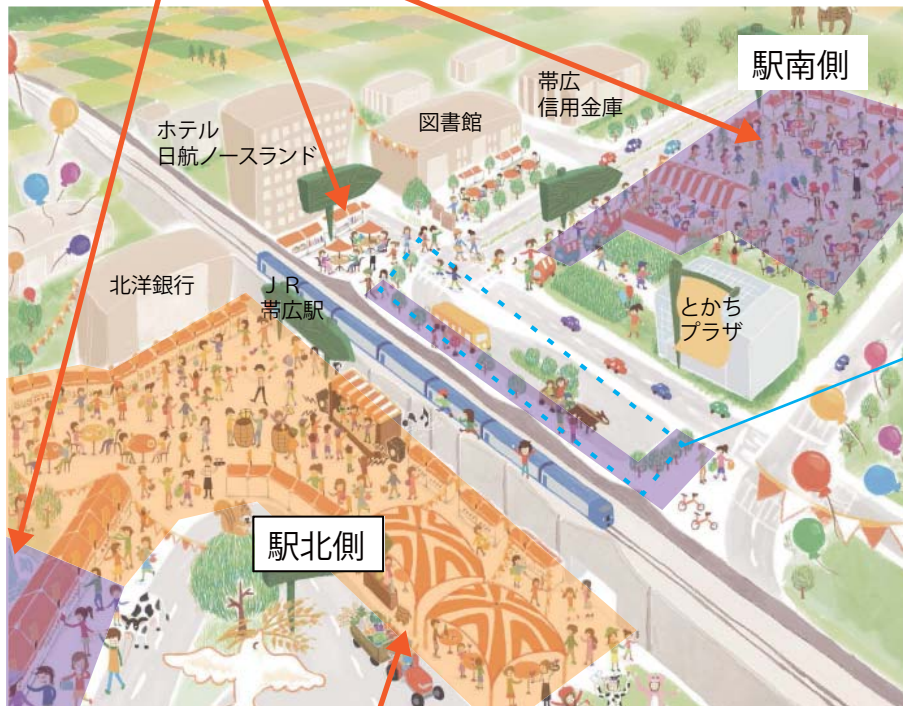 駅南側
帯広
信用金庫
図書館
ホテル
日航ノースランド
北洋銀行
ＪＲ
帯広駅
とかち
プラザ
駅北側